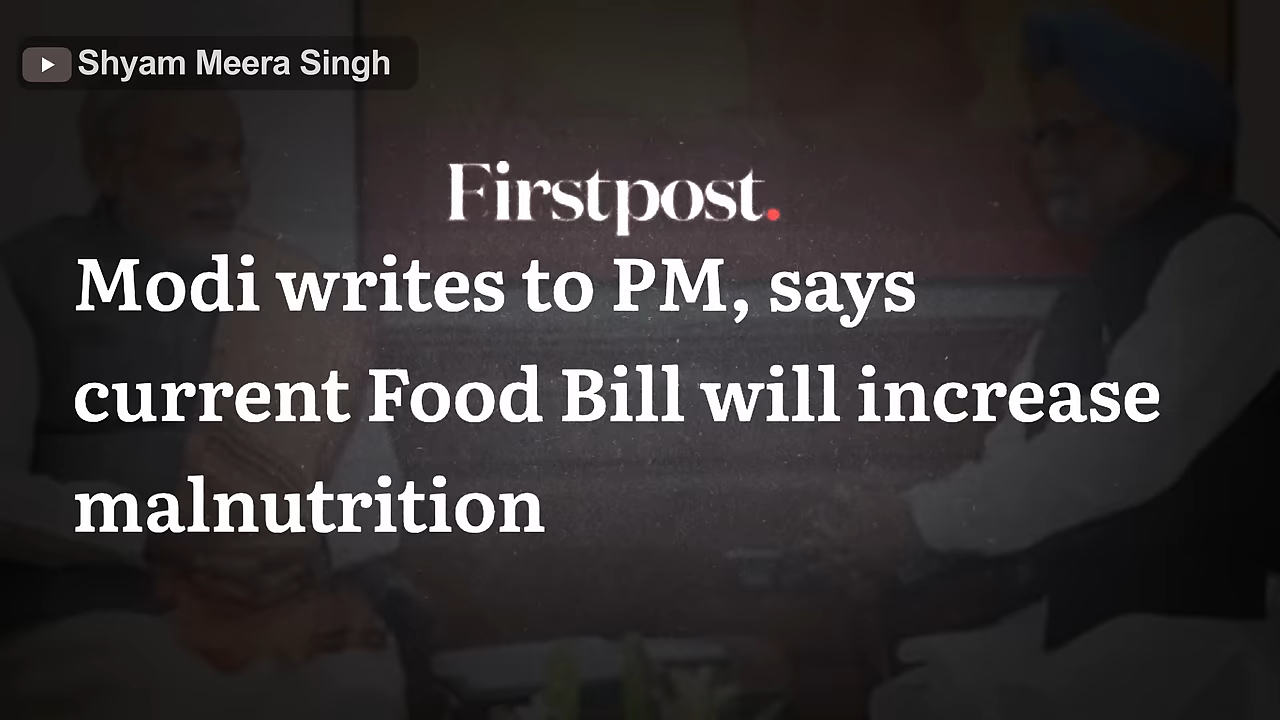 Shyam Meera Singh
Firstpost.
Modi writes to PM, says
current Food Bill will increase
malnutrition